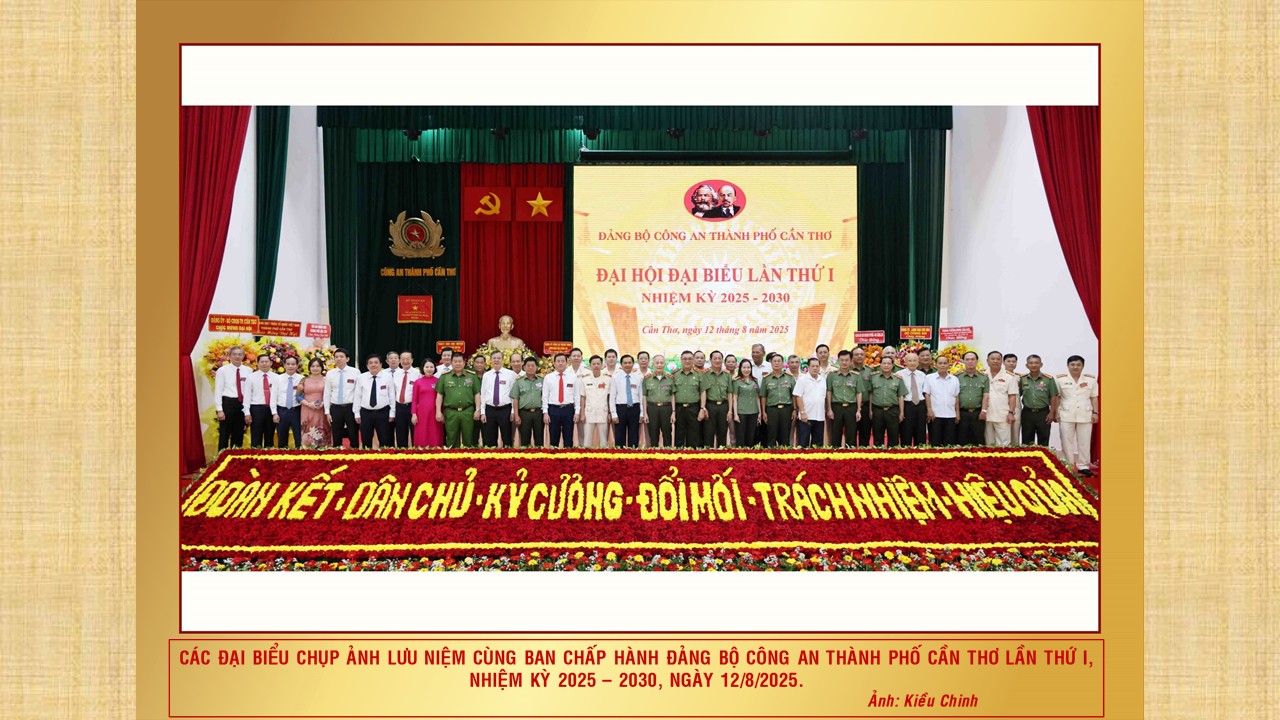 ĐẢNG BỘ CÔNG AN THÀNH PHỐ CẦN THƠ
CÔNG AN THÀNH PHỐ CẦN THƠ
ĐẠI HỘI ĐẠI BIỂU LẦN THỨ I
NHIỆM KỲ 2025 - 2030
Cần Thơ, ngày 12 tháng 8 năm 2025
CHÚC MỪNG ĐẠI HỘI
ĐOÀN KẾT · DÂN CHỦ · KỶ CƯƠNG · ĐỔI MỚI · TRÁCH NHIỆM · HIỆU QUẢ
CÁC ĐẠI BIỂU CHỤP ẢNH LƯU NIỆM CÙNG BAN CHẤP HÀNH ĐẢNG BỘ CÔNG AN THÀNH PHỐ CẦN THƠ LẦN THỨ I,
NHIỆM KỲ 2025 – 2030, NGÀY 12/8/2025.
Ảnh: Kiều Chinh